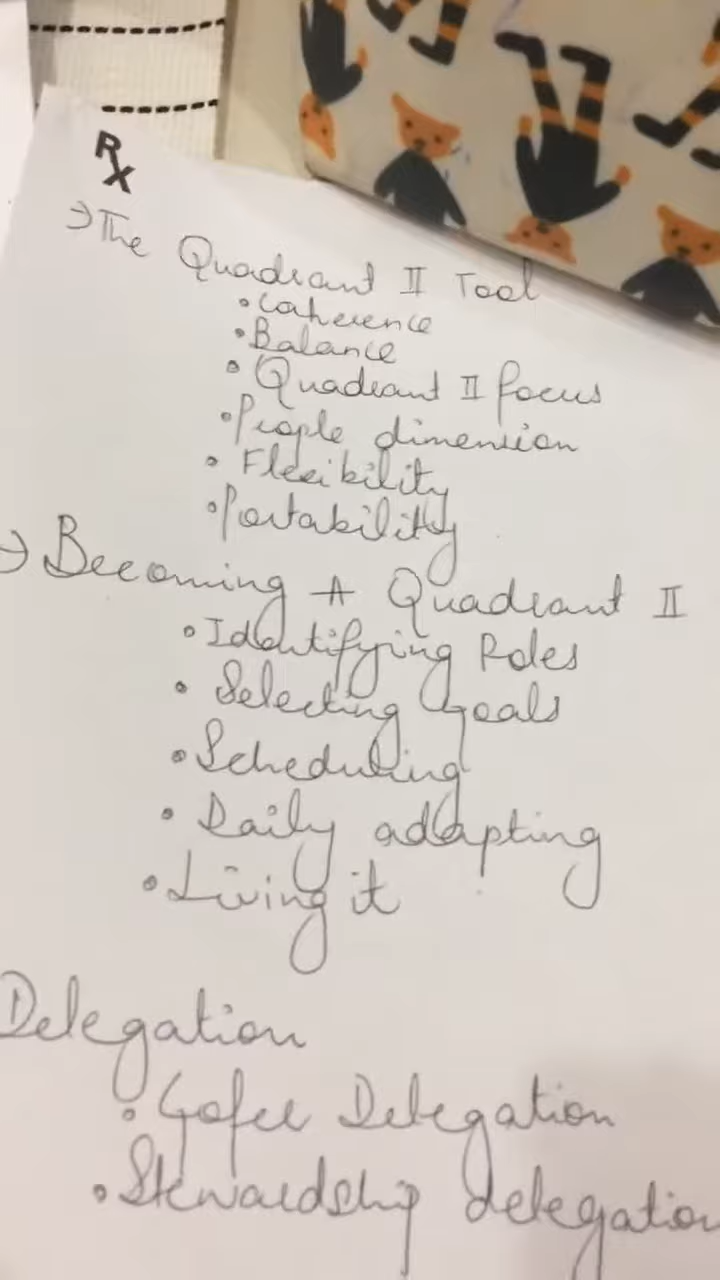 Rx
→The Quadrant II Tool
•Coherence
•Balance
•Quadrant II focus
•People dimension
•Flexibility
•Portability
→Becoming A Quadrant II
•Identifying Roles
•Selecting goals
•Scheduling
•Daily adapting
•Living it
Delegation
•Gofer Delegation
•Stewardship delegation